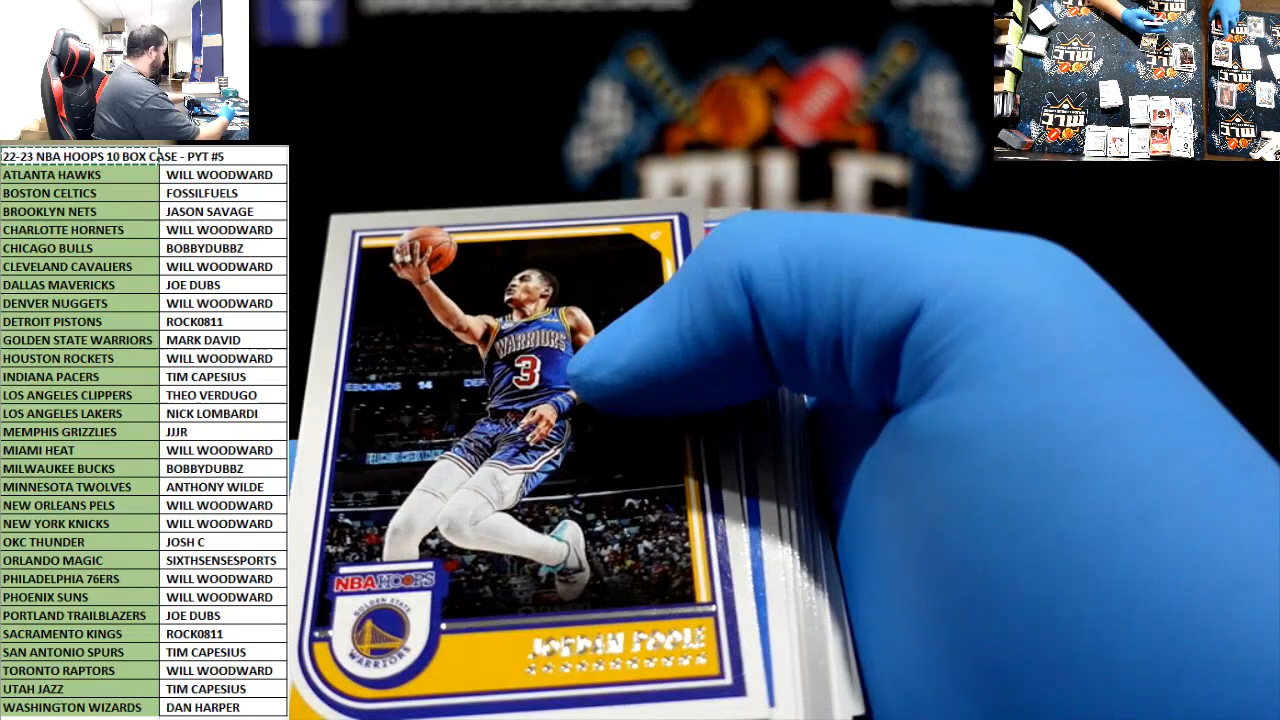 22-23 NBA HOOPS 10 BOX CASE - PYT #5
ATLANTA HAWKS WILL WOODWARD
BOSTON CELTICS FOSSILFUELS
BROOKLYN NETS JASON SAVAGE
CHARLOTTE HORNETS WILL WOODWARD
CHICAGO BULLS BOBBYDUBBZ
CLEVELAND CAVALIERS WILL WOODWARD
DALLAS MAVERICKS JOE DUBS
DENVER NUGGETS WILL WOODWARD
DETROIT PISTONS ROCK0811
GOLDEN STATE WARRIORS MARK DAVID
HOUSTON ROCKETS WILL WOODWARD
INDIANA PACERS TIM CAPESIUS
LOS ANGELES CLIPPERS THEO VERDUGO
LOS ANGELES LAKERS NICK LOMBARDI
MEMPHIS GRIZZLIES JJJR
MIAMI HEAT WILL WOODWARD
MILWAUKEE BUCKS BOBBYDUBBZ
MINNESOTA TWOLVES ANTHONY WILDE
NEW ORLEANS PELS WILL WOODWARD
NEW YORK KNICKS WILL WOODWARD
OKC THUNDER JOSH C
ORLANDO MAGIC SIXTHSENSESPORTS
PHILADELPHIA 76ERS WILL WOODWARD
PHOENIX SUNS WILL WOODWARD
PORTLAND TRAILBLAZERS JOE DUBS
SACRAMENTO KINGS ROCK0811
SAN ANTONIO SPURS TIM CAPESIUS
TORONTO RAPTORS WILL WOODWARD
UTAH JAZZ TIM CAPESIUS
WASHINGTON WIZARDS DAN HARPER
WARRIORS
3
14
NBA HOOPS
GOLDEN STATE
WARRIORS
JORDAN POOLE